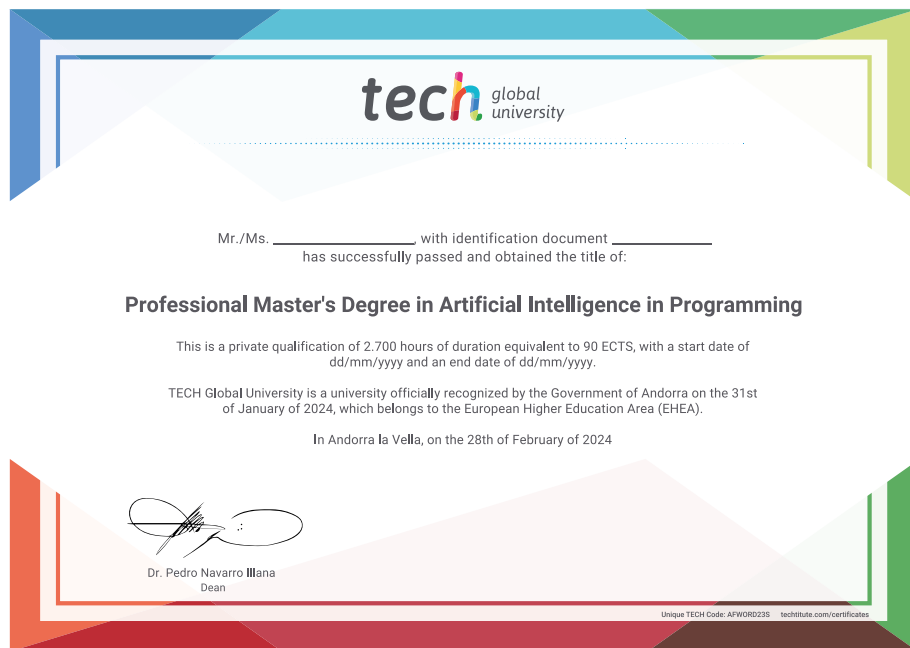 tech global
university
Mr./Ms. ______________, with identification document __________
has successfully passed and obtained the title of:
Professional Master's Degree in Artificial Intelligence in Programming
This is a private qualification of 2.700 hours of duration equivalent to 90 ECTS, with a start date of
dd/mm/yyyy and an end date of dd/mm/yyyy.
TECH Global University is a university officially recognized by the Government of Andorra on the 31st
of January of 2024, which belongs to the European Higher Education Area (EHEA).
In Andorra la Vella, on the 28th of February of 2024
Dr. Pedro Navarro Illana
Dean
Unique TECH Code: AFWORD23S techtitute.com/certificates